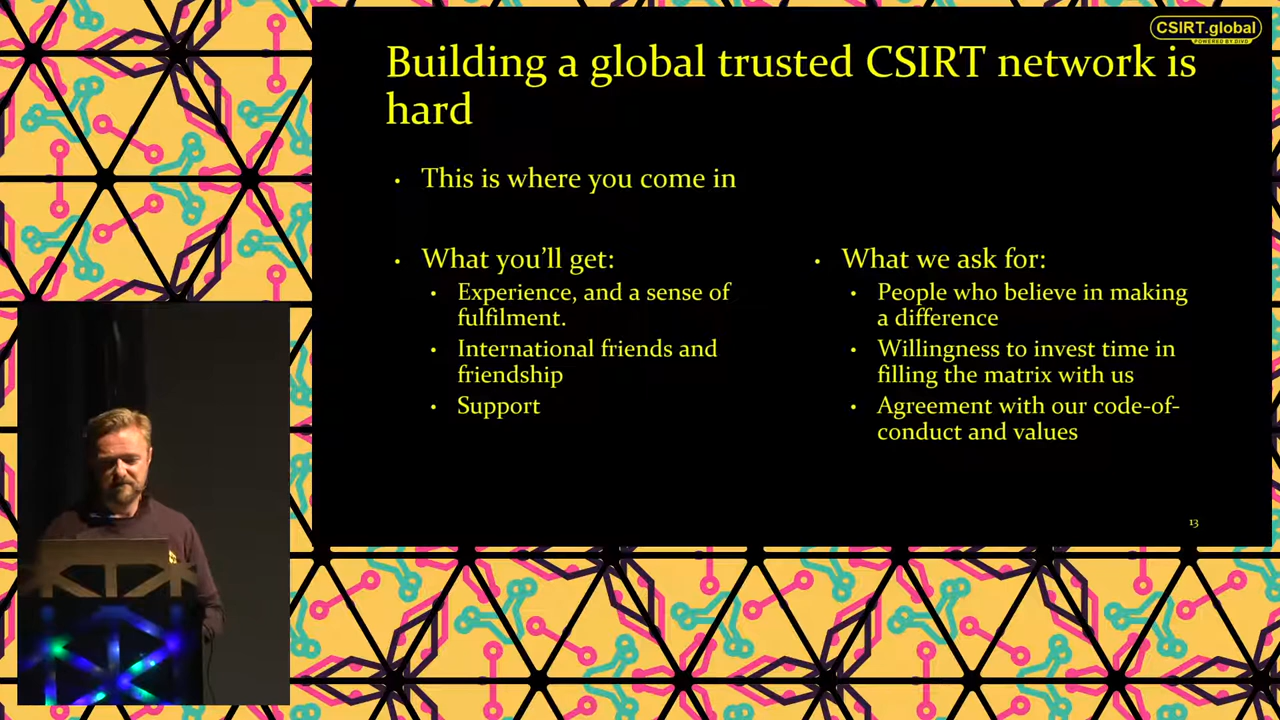 CSIRT.global
POWERED BY DIVD
Building a global trusted CSIRT network is
hard
• This is where you come in
• What you’ll get:
• Experience, and a sense of
fulfilment.
• International friends and
friendship
• Support
• What we ask for:
• People who believe in making
a difference
• Willingness to invest time in
filling the matrix with us
• Agreement with our code-of-
conduct and values
13